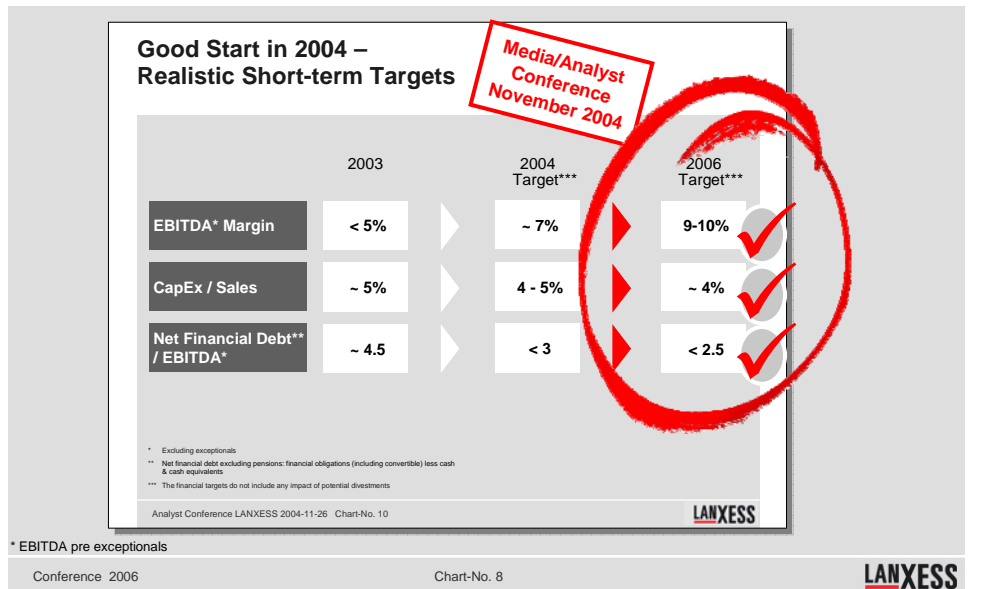 Good Start in 2004 –
Realistic Short-term Targets
Media/Analyst
Conference
November 2004
2003
2004
Target***
2006
Target***
EBITDA* Margin
< 5%
~ 7%
9-10%
CapEx / Sales
~ 5%
4 - 5%
~ 4%
Net Financial Debt**
/ EBITDA*
~ 4.5
< 3
< 2.5
* Excluding exceptionals
** Net financial debt excluding pensions: financial obligations (including convertible) less cash
& cash equivalents
*** The financial targets do not include any impact of potential divestments
Analyst Conference LANXESS 2004-11-26 Chart-No. 10
LANXESS
* EBITDA pre exceptionals
Conference 2006
Chart-No. 8
LANXESS